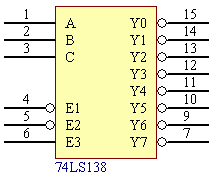 1 A Y0 15
2 B Y1 14
3 C Y2 13
Y3 12
Y4 11
4 E1 Y5 10
5 E2 Y6 9
6 E3 Y7 7
74LS138